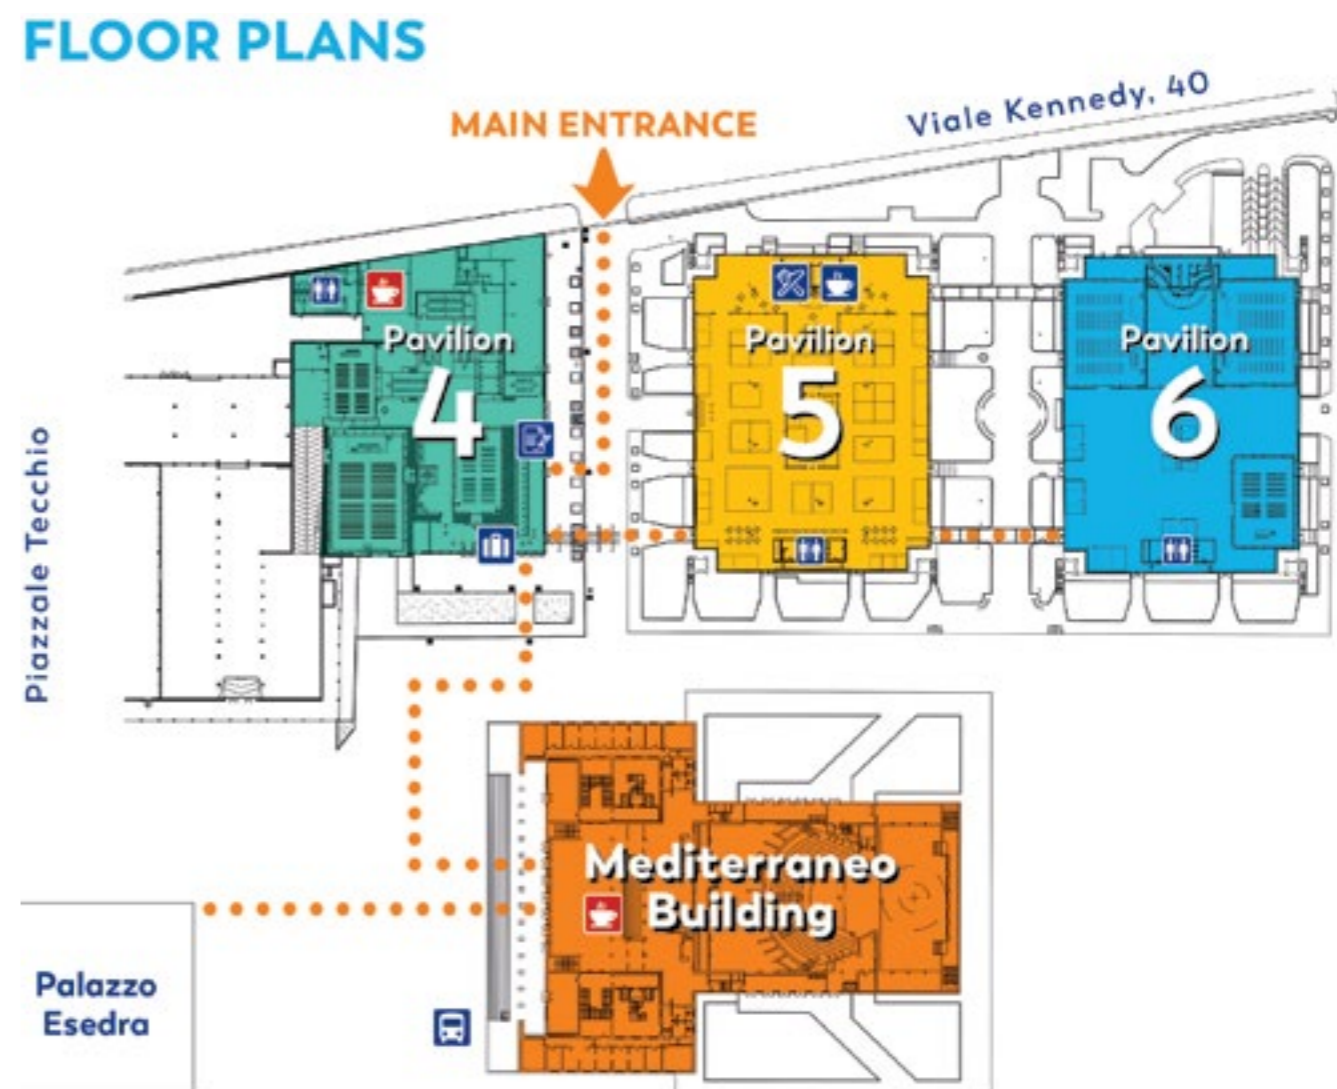 FLOOR PLANS
MAIN ENTRANCE
Viale Kennedy, 40
Pavilion
4
Pavilion
5
Pavilion
6
Piazzale Tecchio
Mediterraneo
Building
Palazzo
Esedra